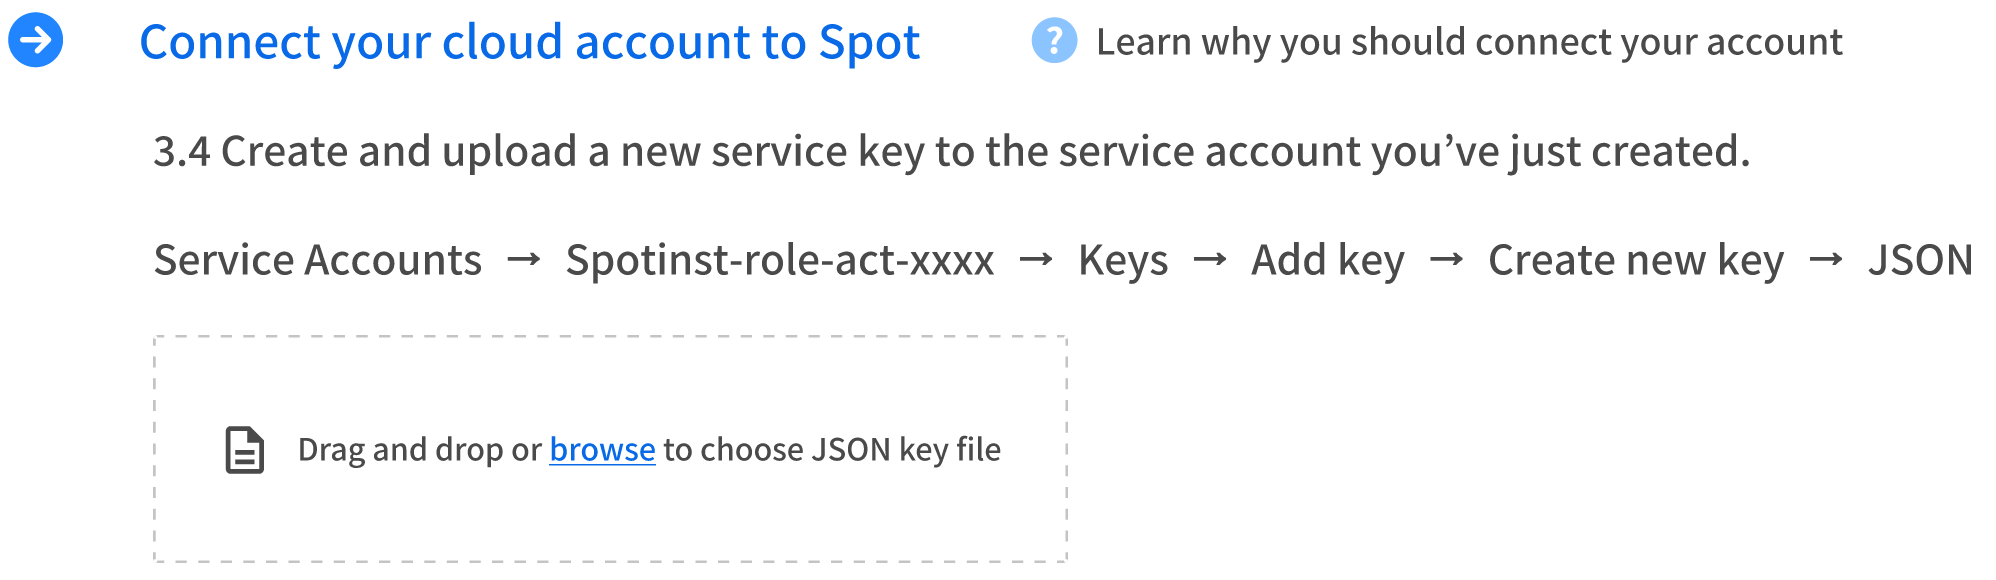 Connect your cloud account to Spot ? Learn why you should connect your account
3.4 Create and upload a new service key to the service account you’ve just created.
Service Accounts → Spotinst-role-act-xxxx → Keys → Add key → Create new key → JSON
Drag and drop or browse to choose JSON key file